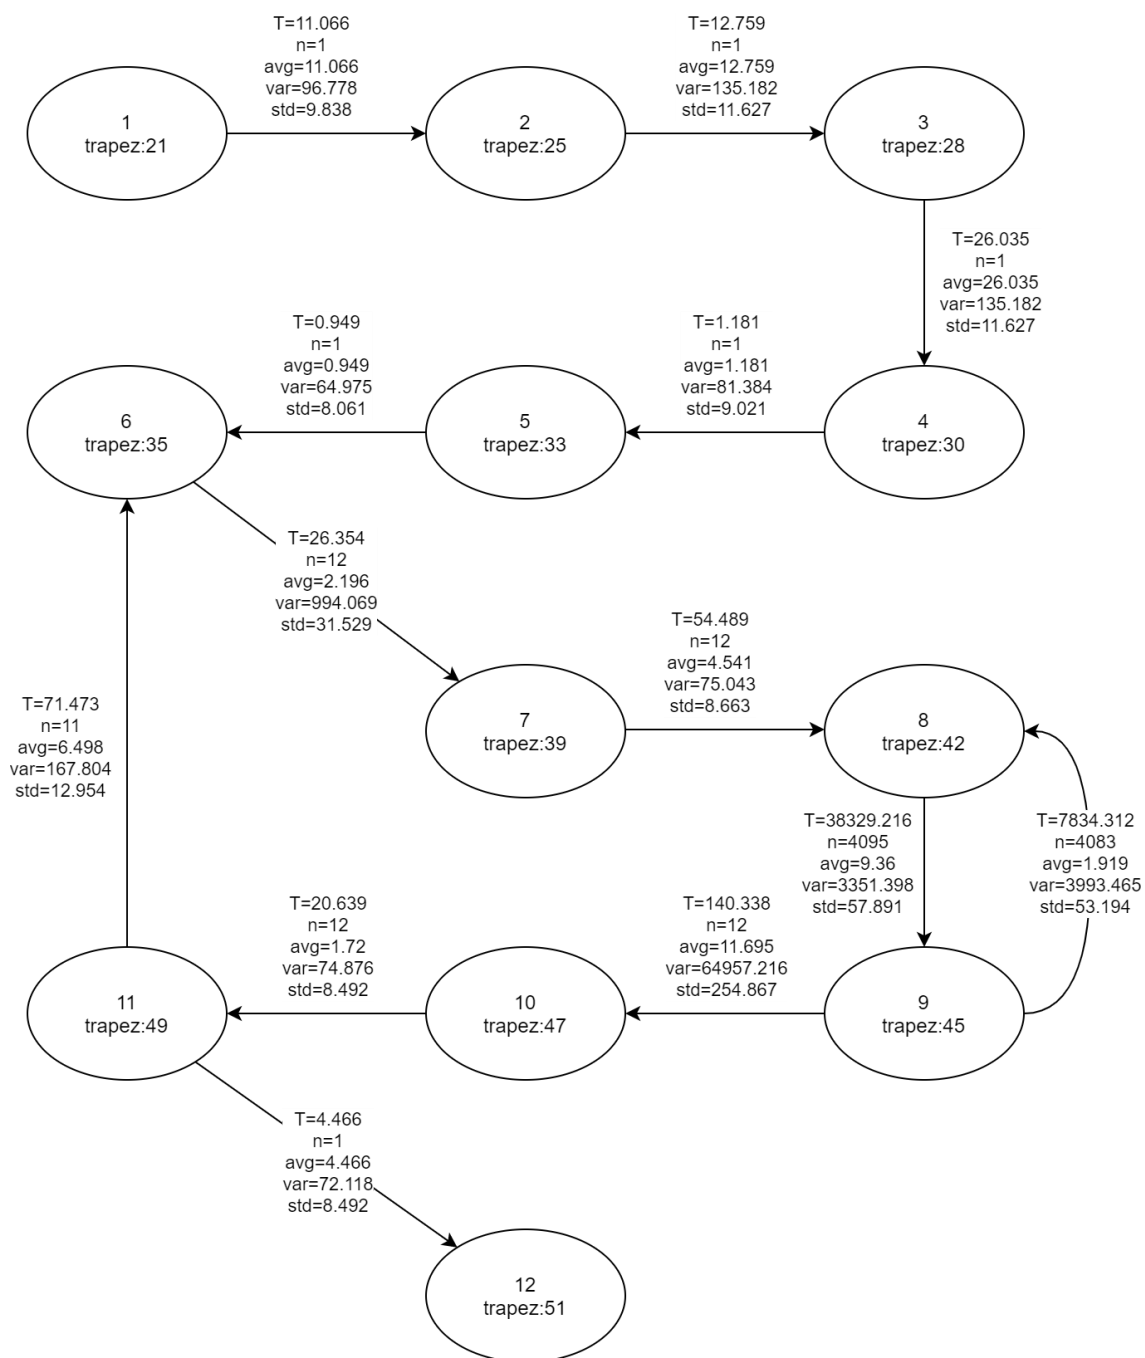 T=11.066
n=1
avg=11.066
var=96.778
std=9.838
T=12.759
n=1
avg=12.759
var=135.182
std=11.627
1
trapez:21
2
trapez:25
3
trapez:28
T=26.035
n=1
avg=26.035
var=135.182
std=11.627
T=0.949
n=1
avg=0.949
var=64.975
std=8.061
T=1.181
n=1
avg=1.181
var=81.384
std=9.021
6
trapez:35
5
trapez:33
4
trapez:30
T=26.354
n=12
avg=2.196
var=994.069
std=31.529
T=54.489
n=12
avg=4.541
var=75.043
std=8.663
T=71.473
n=11
avg=6.498
var=167.804
std=12.954
7
trapez:39
8
trapez:42
T=38329.216
n=4095
avg=9.36
var=3351.398
std=57.891
T=7834.312
n=4083
avg=1.919
var=3993.465
std=53.194
T=20.639
n=12
avg=1.72
var=74.876
std=8.492
T=140.338
n=12
avg=11.695
var=64957.216
std=254.867
11
trapez:49
10
trapez:47
9
trapez:45
T=4.466
n=1
avg=4.466
var=72.118
std=8.492
12
trapez:51